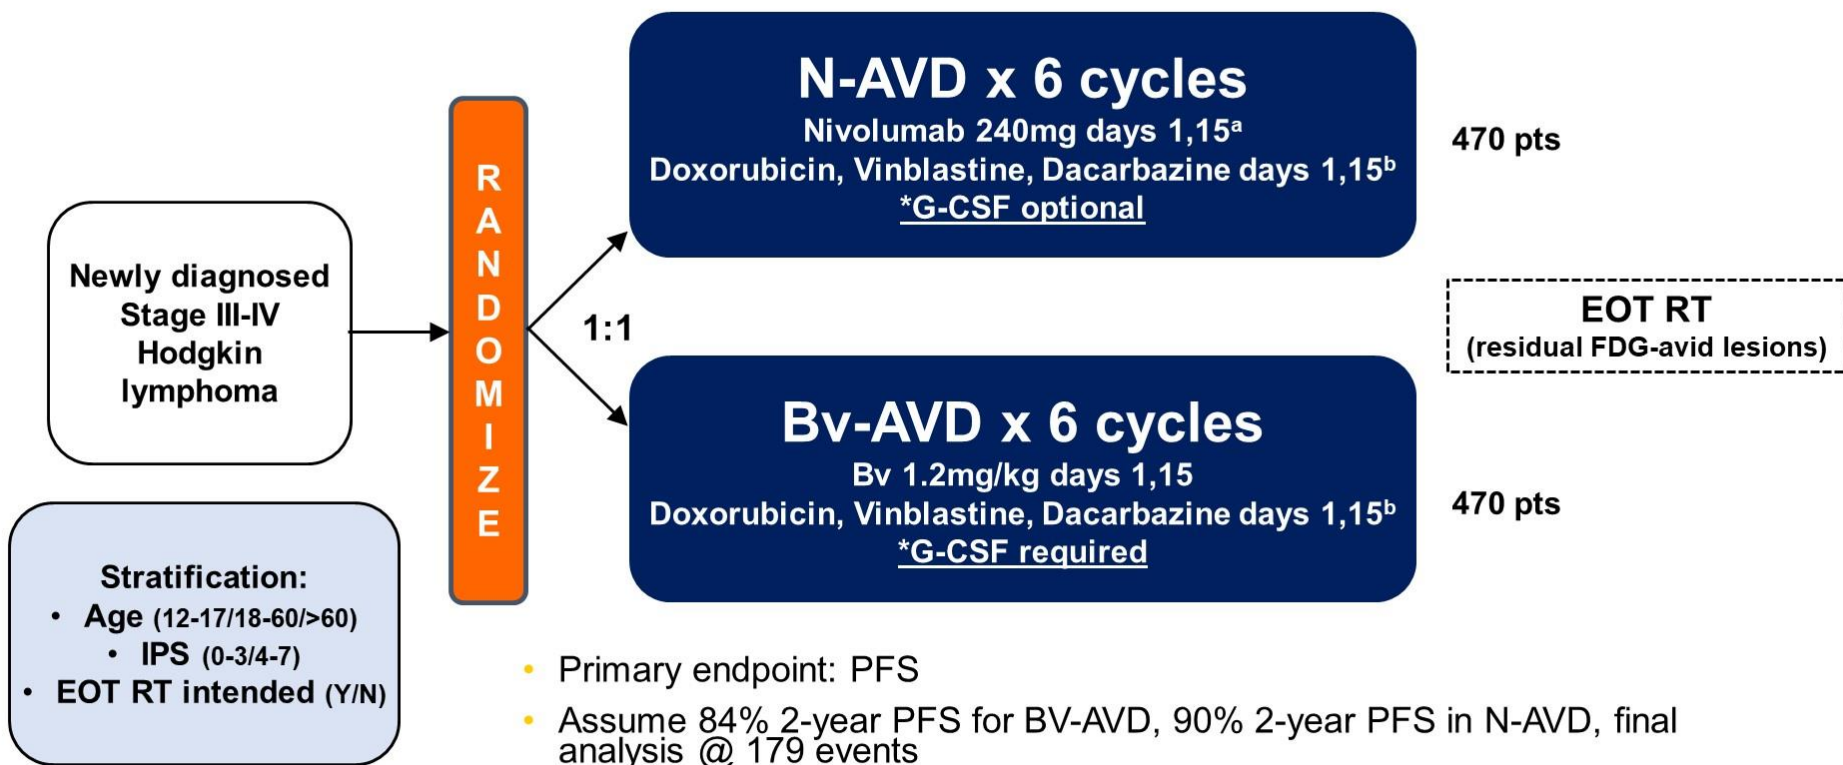 Newly diagnosed
Stage III-IV
Hodgkin
lymphoma
Stratification:
• Age (12-17/18-60/>60)
• IPS (0-3/4-7)
• EOT RT intended (Y/N)
R
A
N
D
O
M
I
Z
E
1:1
N-AVD x 6 cycles
Nivolumab 240mg days 1,15ᵃ
Doxorubicin, Vinblastine, Dacarbazine days 1,15ᵇ
*G-CSF optional
470 pts
EOT RT
(residual FDG-avid lesions)
Bv-AVD x 6 cycles
Bv 1.2mg/kg days 1,15
Doxorubicin, Vinblastine, Dacarbazine days 1,15ᵇ
*G-CSF required
470 pts
• Primary endpoint: PFS
• Assume 84% 2-year PFS for BV-AVD, 90% 2-year PFS in N-AVD, final
analysis @ 179 events